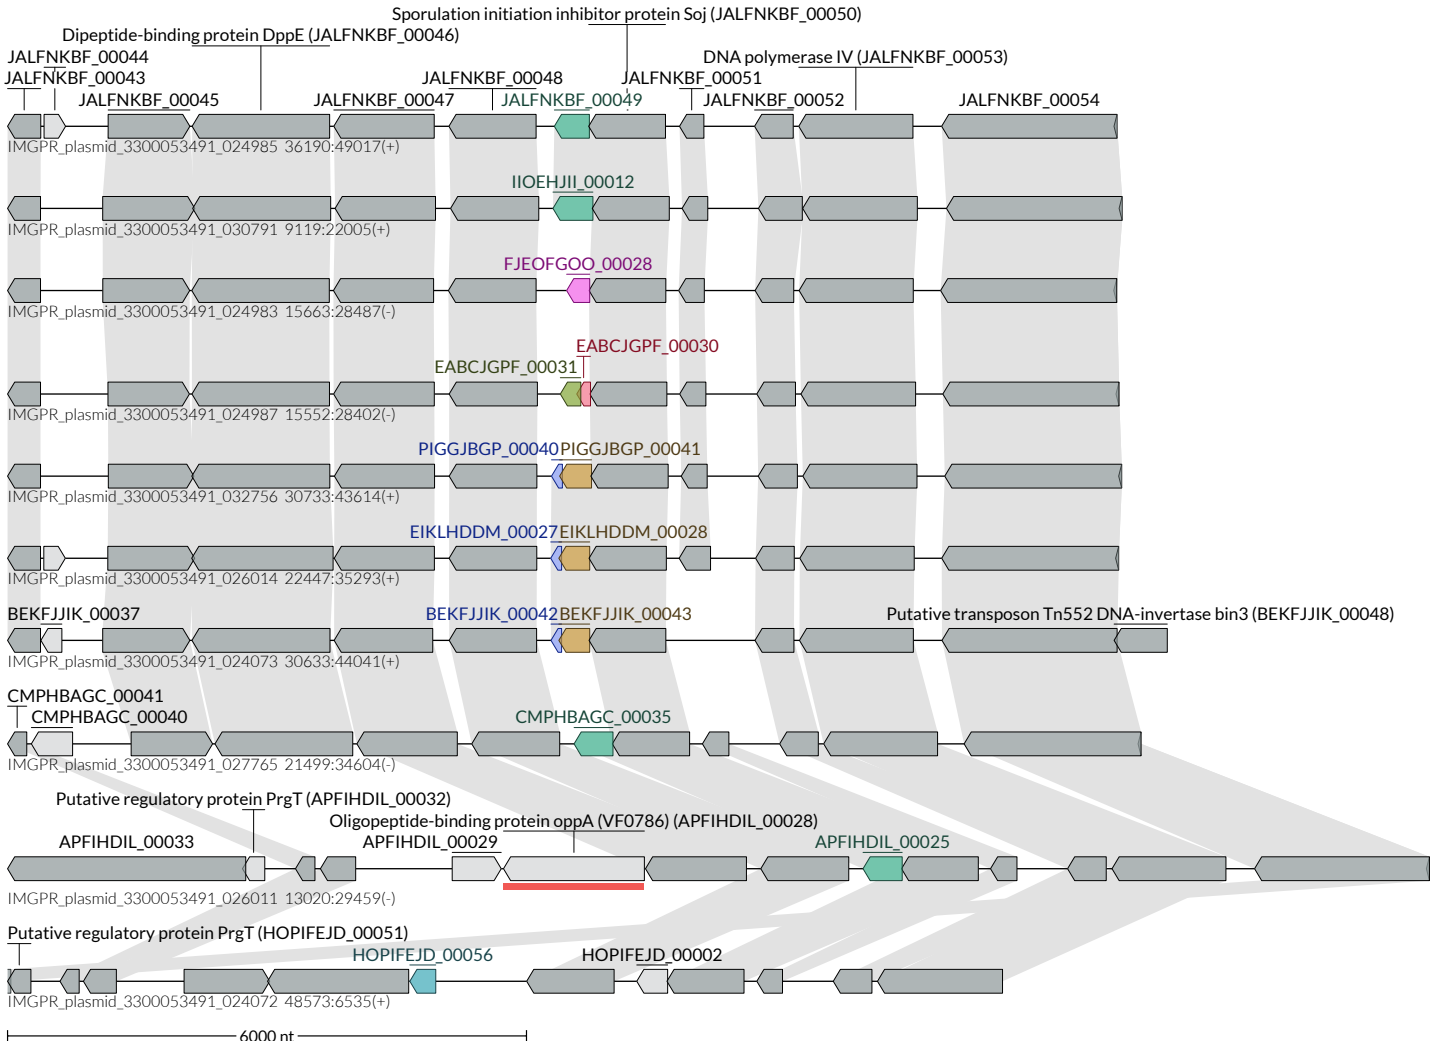 Sporulation initiation inhibitor protein Soj (JALFNKBF_00050)
Dipeptide-binding protein DppE (JALFNKBF_00046)
JALFNKBF_00044
DNA polymerase IV (JALFNKBF_00053)
JALFNKBF_00043
JALFNKBF_00048
JALFNKBF_00051
JALFNKBF_00045
JALFNKBF_00047
JALFNKBF_00049
JALFNKBF_00052
JALFNKBF_00054
IMGPR_plasmid_3300053491_024985 36190:49017(+)
IIOEHJII_00012
IMGPR_plasmid_3300053491_030791 9119:22005(+)
FJEOFGOO_00028
IMGPR_plasmid_3300053491_024983 15663:28487(-)
EABCJGPF_00030
EABCJGPF_00031
IMGPR_plasmid_3300053491_024987 15552:28402(-)
PIGGJBGP_00040
PIGGJBGP_00041
IMGPR_plasmid_3300053491_032756 30733:43614(+)
EIKLHDDM_00027
EIKLHDDM_00028
IMGPR_plasmid_3300053491_026014 22447:35293(+)
BEKFJJIK_00037
BEKFJJIK_00042
BEKFJJIK_00043
Putative transposon Tn552 DNA-invertase bin3 (BEKFJJIK_00048)
IMGPR_plasmid_3300053491_024073 30633:44041(+)
CMPHBAGC_00041
CMPHBAGC_00040
CMPHBAGC_00035
IMGPR_plasmid_3300053491_027765 21499:34604(-)
Putative regulatory protein PrgT (APFIHDIL_00032)
Oligopeptide-binding protein oppA (VF0786) (APFIHDIL_00028)
APFIHDIL_00033
APFIHDIL_00029
APFIHDIL_00025
IMGPR_plasmid_3300053491_026011 13020:29459(-)
Putative regulatory protein PrgT (HOPIFEJD_00051)
HOPIFEJD_00056
HOPIFEJD_00002
IMGPR_plasmid_3300053491_024072 48573:6535(+)
6000 nt